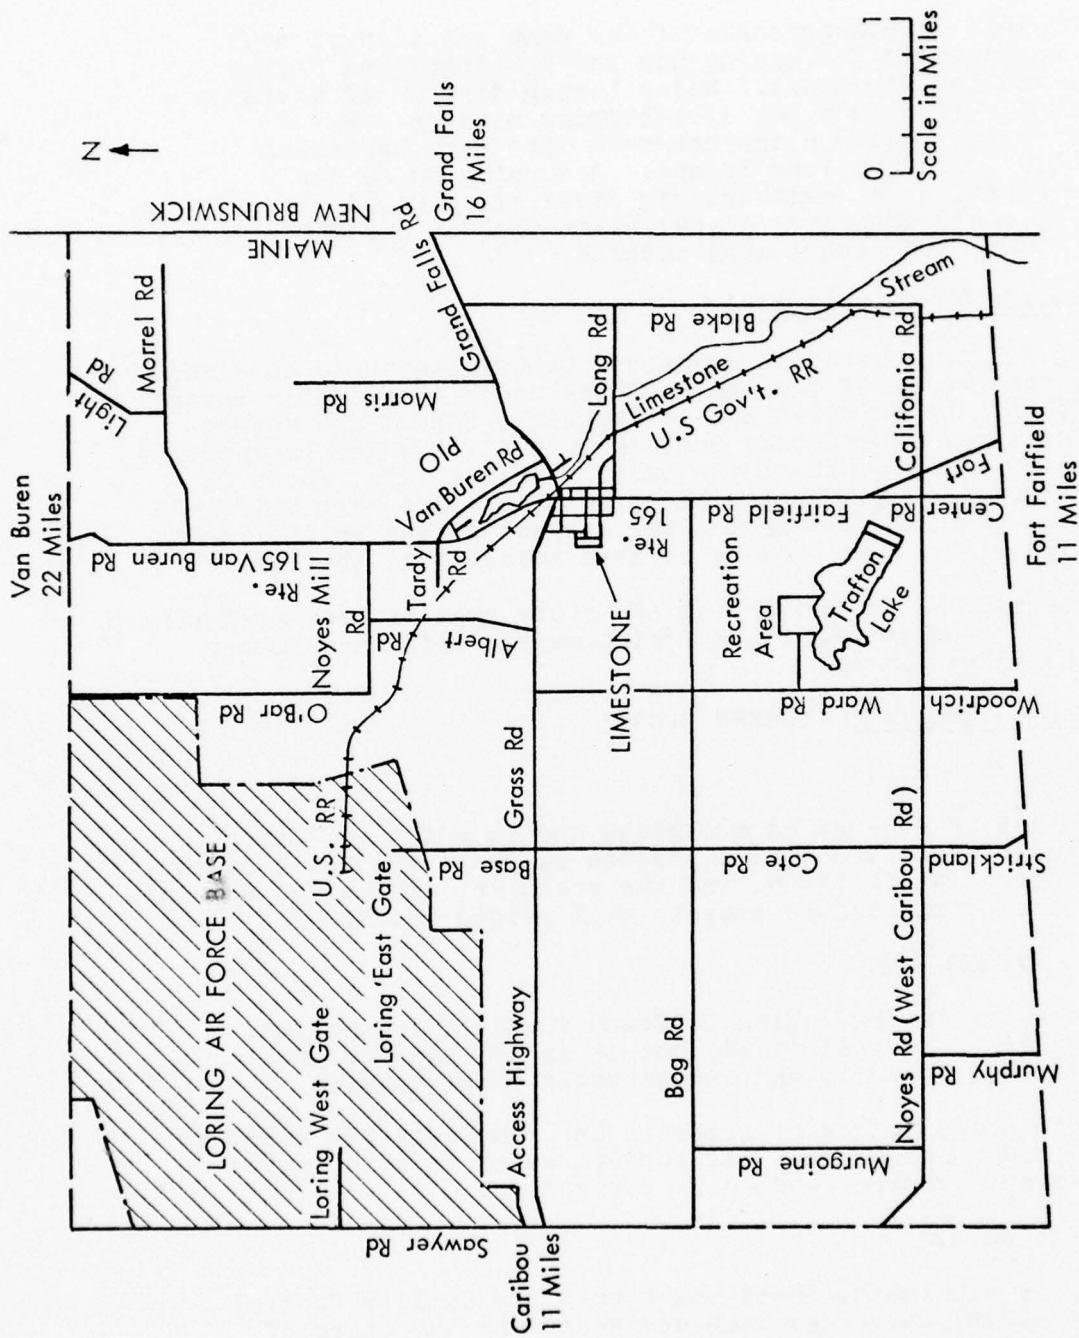 Van Buren
22 Miles
N
NEW BRUNSWICK
MAINE
Light
Rd
Morrel Rd
Rte.
165 Van Buren Rd
LORING AIR FORCE BASE
O'Bar Rd
Noyes Mill
Rd
Morris Rd
Old
Van Buren Rd
Grand Falls Rd
Grand Falls
16 Miles
Tardy
Rd
Albert Rd
U.S. RR
Loring West Gate
Loring East Gate
Sawyer Rd
Base Rd
Access Highway
Grass Rd
Caribou
11 Miles
LIMESTONE
Rte.
165
Fairfield Rd
Long Rd
Blake Rd
Limestone
Stream
U.S Gov't. RR
Bog Rd
Recreation
Area
Trafton
Lake
Ward Rd
Cote Rd
Murgoine Rd
Noyes Rd (West Caribou Rd)
California Rd
Murphy Rd
Strickland
Woodrich
Center Rd
Fort
Fort Fairfield
11 Miles
0 1
Scale in Miles